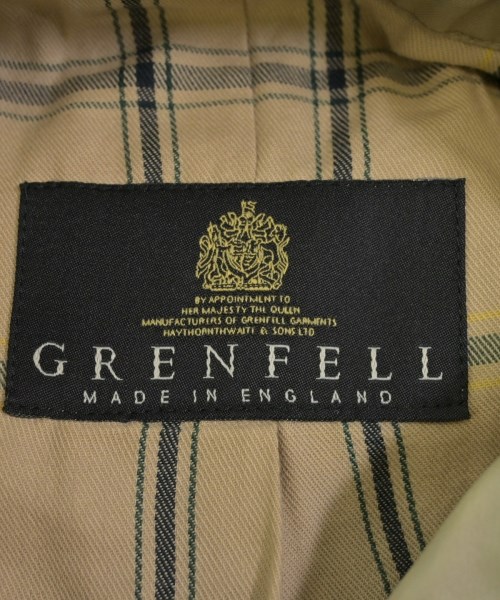 BY APPOINTMENT TO
HER MAJESTY THE QUEEN
MANUFACTURERS OF GRENFELL GARMENTS
HAYTHORNTHWAITE & SONS LTD
GRENFELL
MADE IN ENGLAND